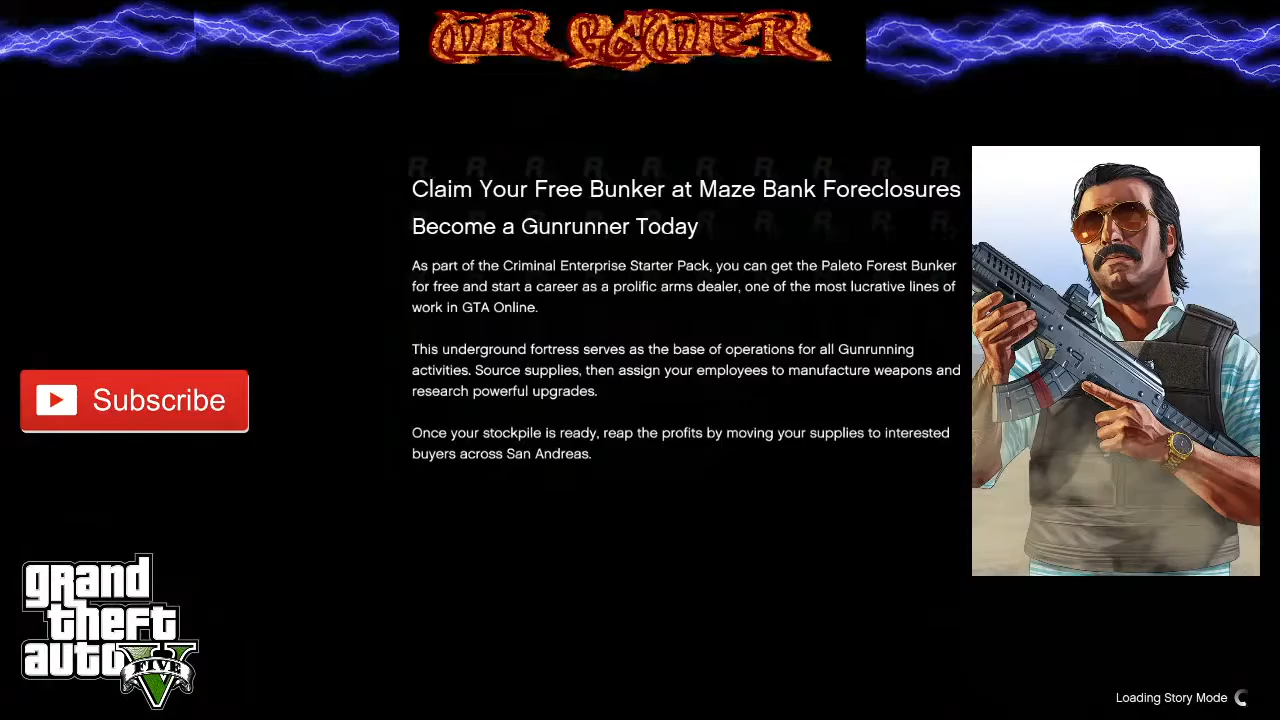 MR GAMER
Claim Your Free Bunker at Maze Bank Foreclosures
Become a Gunrunner Today
As part of the Criminal Enterprise Starter Pack, you can get the Paleto Forest Bunker
for free and start a career as a prolific arms dealer, one of the most lucrative lines of
work in GTA Online.
This underground fortress serves as the base of operations for all Gunrunning
activities. Source supplies, then assign your employees to manufacture weapons and
research powerful upgrades.
Once your stockpile is ready, reap the profits by moving your supplies to interested
buyers across San Andreas.
Subscribe
grand
theft
auto
V
FIVE
Loading Story Mode